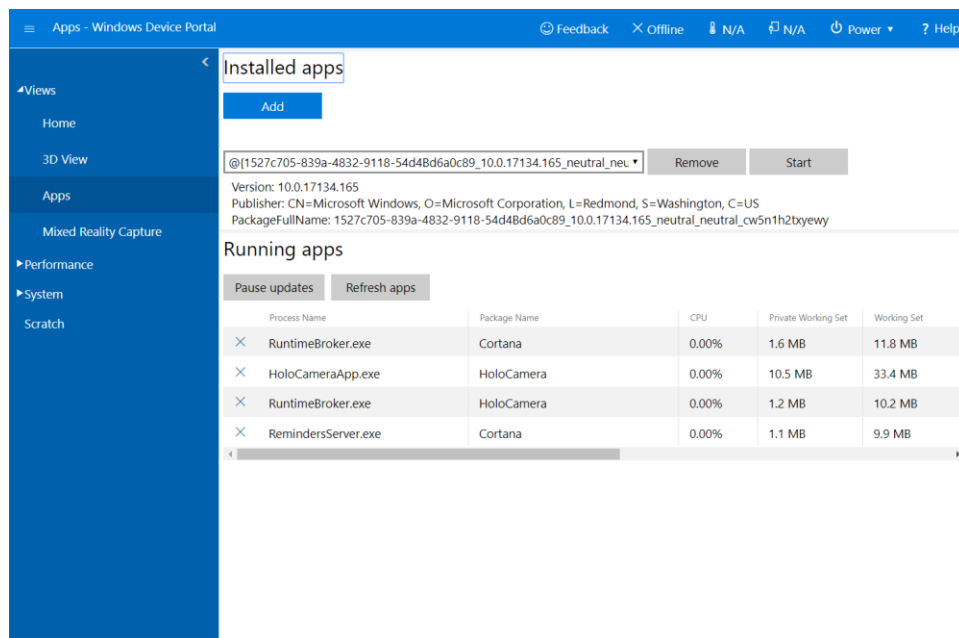 Apps - Windows Device Portal
Feedback
Offline
N/A
N/A
Power
? Help
Views
Home
3D View
Apps
Mixed Reality Capture
Performance
System
Scratch
Installed apps
Add
@{1527c705-839a-4832-9118-54d4Bd6a0c89_10.0.17134.165_neutral_neu
Remove
Start
Version: 10.0.17134.165
Publisher: CN=Microsoft Windows, O=Microsoft Corporation, L=Redmond, S=Washington, C=US
PackageFullName: 1527c705-839a-4832-9118-54d4Bd6a0c89_10.0.17134.165_neutral_neutral_cw5n1h2txyewy
Running apps
Pause updates
Refresh apps
Process Name Package Name CPU Private Working Set Working Set
RuntimeBroker.exe Cortana 0.00% 1.6 MB 11.8 MB
HoloCameraApp.exe HoloCamera 0.00% 10.5 MB 33.4 MB
RuntimeBroker.exe HoloCamera 0.00% 1.2 MB 10.2 MB
RemindersServer.exe Cortana 0.00% 1.1 MB 9.9 MB